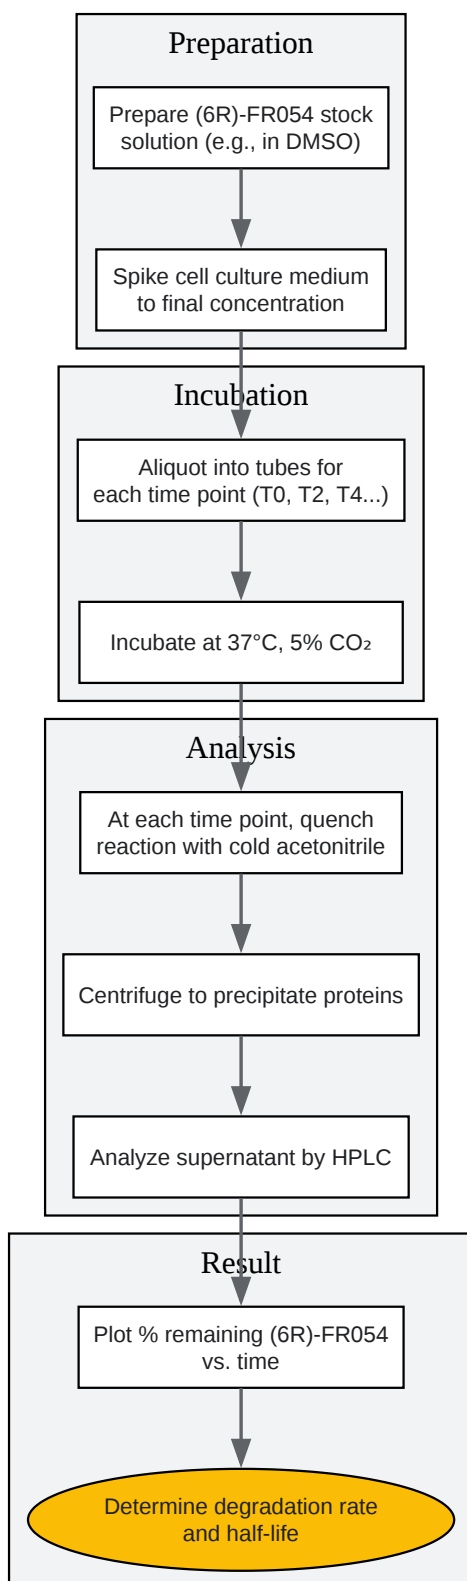 Preparation
Prepare (6R)-FR054 stock
solution (e.g., in DMSO)
Spike cell culture medium
to final concentration
Incubation
Aliquot into tubes for
each time point (T0, T2, T4...)
Incubate at 37°C, 5% CO₂
Analysis
At each time point, quench
reaction with cold acetonitrile
Centrifuge to precipitate proteins
Analyze supernatant by HPLC
Result
Plot % remaining (6R)-FR054
vs. time
Determine degradation rate
and half-life